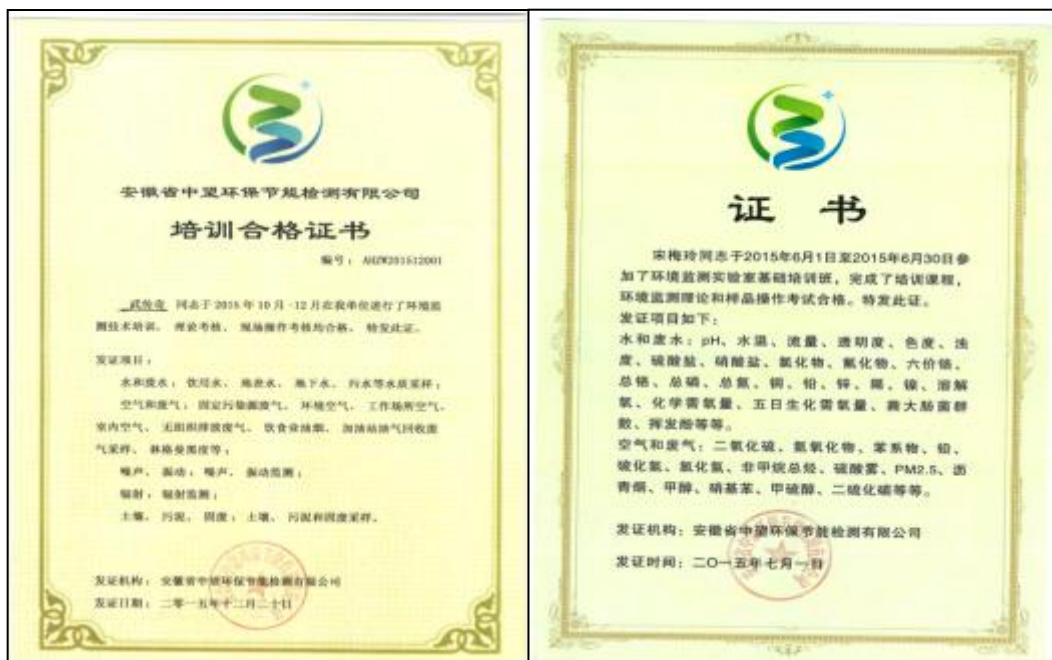 安徽省中望环保节能检测有限公司
培训合格证书
编号: AHZW201512001
同志于2015年10月-12月在我单位进行了环境监
测技术培训, 理论考核、现场操作考核均合格, 特发此证。
发证项目:
水和废水: 饮用水、地表水、地下水、污水等水质采样;
空气和废气: 固定污染源废气、环境空气、工作场所空气、
室内空气、无组织排放废气、饮食业油烟、加油站油气回收废
气采样、林格曼黑度等;
噪声、振动: 噪声、振动监测;
辐射: 辐射监测;
土壤、污泥、固废: 土壤、污泥和固废采样。
发证机构: 安徽省中望环保节能检测有限公司
发证日期: 二零一五年十二月二十日
证 书
宋梅玲同志于2015年6月1日至2015年6月30日参
加了环境监测实验室基础培训班,完成了培训课程,
环境监测理论和样品操作考试合格。特发此证。
发证项目如下:
水和废水: pH、水温、流量、透明度、色度、浊
度、硫酸盐、硝酸盐、氯化物、氟化物、六价铬、
总铬、总磷、总氮、铜、铅、锌、镉、镍、溶解
氧、化学需氧量、五日生化需氧量、粪大肠菌群
数、挥发酚等等。
空气和废气: 二氧化硫、氮氧化物、苯系物、铅、
硫化氢、氯化氢、非甲烷总烃、硫酸雾、PM2.5、沥
青烟、甲醇、硝基苯、甲硫醇、二硫化碳等等。
发证机构: 安徽省中望环保节能检测有限公司
发证时间: 二〇一五年七月一日